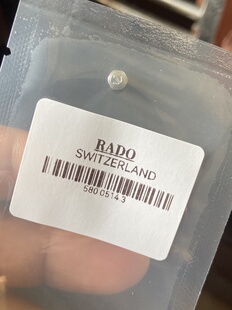 RADO
SWITZERLAND
580 0514 3